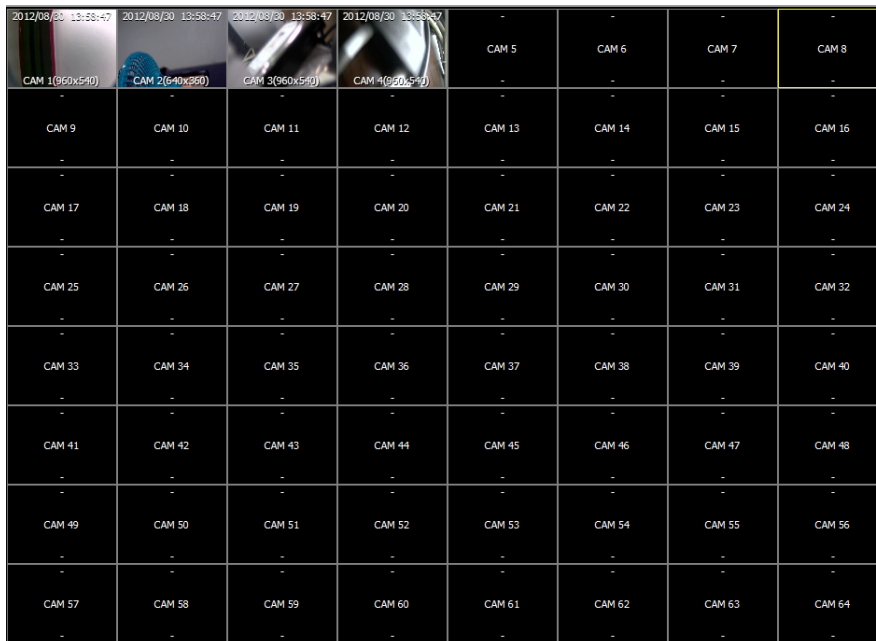 2012/08/30 13:58:47 2012/08/30 13:58:47 2012/08/30 13:58:47 2012/08/30 13:58:47 - - - -
CAM 5 CAM 6 CAM 7 CAM 8
CAM 1(960x540) CAM 2(640x360) CAM 3(960x540) CAM 4(960x540) - - - -
- - - - - - - -
CAM 9 CAM 10 CAM 11 CAM 12 CAM 13 CAM 14 CAM 15 CAM 16
- - - - - - - -
- - - - - - - -
CAM 17 CAM 18 CAM 19 CAM 20 CAM 21 CAM 22 CAM 23 CAM 24
- - - - - - - -
- - - - - - - -
CAM 25 CAM 26 CAM 27 CAM 28 CAM 29 CAM 30 CAM 31 CAM 32
- - - - - - - -
- - - - - - - -
CAM 33 CAM 34 CAM 35 CAM 36 CAM 37 CAM 38 CAM 39 CAM 40
- - - - - - - -
- - - - - - - -
CAM 41 CAM 42 CAM 43 CAM 44 CAM 45 CAM 46 CAM 47 CAM 48
- - - - - - - -
- - - - - - - -
CAM 49 CAM 50 CAM 51 CAM 52 CAM 53 CAM 54 CAM 55 CAM 56
- - - - - - - -
- - - - - - - -
CAM 57 CAM 58 CAM 59 CAM 60 CAM 61 CAM 62 CAM 63 CAM 64
- - - - - - - -